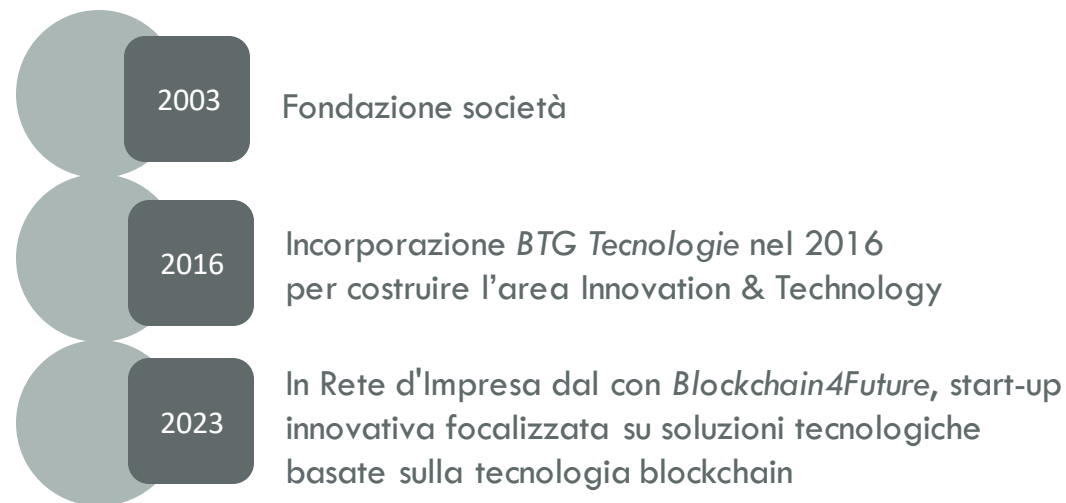 2003
Fondazione società
2016
Incorporazione BTG Tecnologie nel 2016
per costruire l’area Innovation & Technology
2023
In Rete d'Impresa dal con Blockchain4Future, start-up
innovativa focalizzata su soluzioni tecnologiche
basate sulla tecnologia blockchain